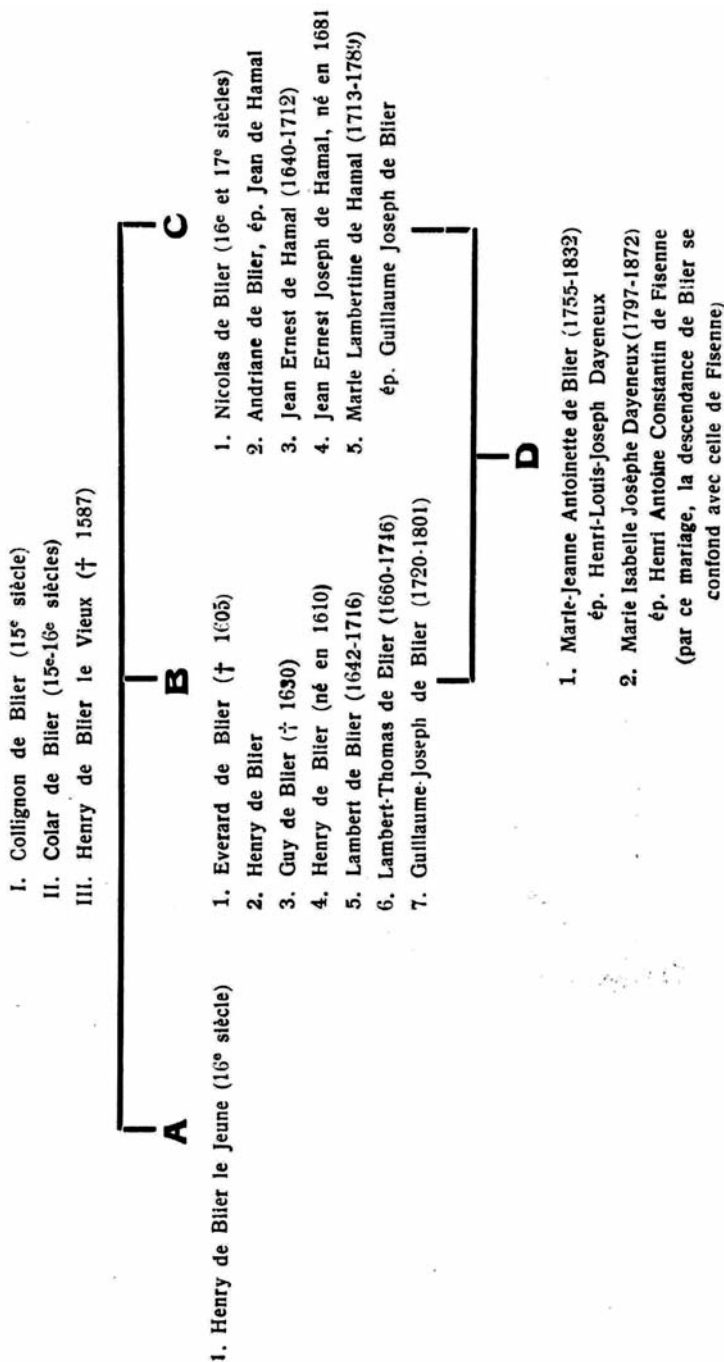 I. Collignon de Blier (15e siècle)
II. Colar de Blier (15e-16e siècles)
III. Henry de Blier le Vieux († 1587)
A
1. Henry de Blier le Jeune (16e siècle)
B
1. Everard de Blier († 1605)
2. Henry de Blier
3. Guy de Blier († 1630)
4. Henry de Blier (né en 1610)
5. Lambert de Blier (1642-1716)
6. Lambert-Thomas de Blier (1660-1746)
7. Guillaume-Joseph de Blier (1720-1801)
C
1. Nicolas de Blier (16e et 17e siècles)
2. Andriane de Blier, ép. Jean de Hamal
3. Jean Ernest de Hamal (1640-1712)
4. Jean Ernest Joseph de Hamal, né en 1681
5. Marie Lambertine de Hamal (1713-1789)
ép. Guillaume Joseph de Blier
D
1. Marie-Jeanne Antoinette de Blier (1755-1832)
ép. Henri-Louis-Joseph Dayeneux
2. Marie Isabelle Josèphe Dayeneux (1797-1872)
ép. Henri Antoine Constantin de Fisenne
(par ce mariage, la descendance de Blier se
confond avec celle de Fisenne)